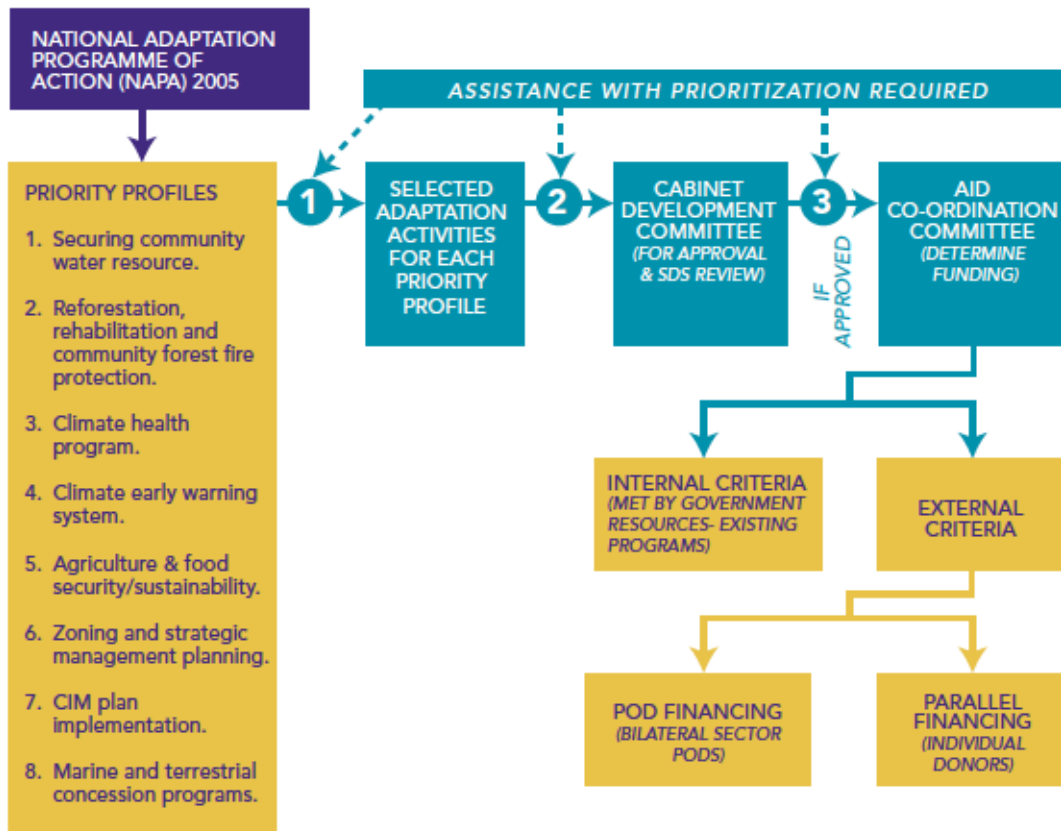 NATIONAL ADAPTATION
PROGRAMME OF
ACTION (NAPA) 2005
ASSISTANCE WITH PRIORITIZATION REQUIRED
PRIORITY PROFILES
1. Securing community
water resource.
2. Reforestation,
rehabilitation and
community forest fire
protection.
3. Climate health
program.
4. Climate early warning
system.
5. Agriculture & food
security/sustainability.
6. Zoning and strategic
management planning.
7. CIM plan
implementation.
8. Marine and terrestrial
concession programs.
1
SELECTED
ADAPTATION
ACTIVITIES
FOR EACH
PRIORITY
PROFILE
2
CABINET
DEVELOPMENT
COMMITTEE
(FOR APPROVAL
& SDS REVIEW)
3
IF
APPROVED
AID
CO-ORDINATION
COMMITTEE
(DETERMINE
FUNDING)
INTERNAL CRITERIA
(MET BY GOVERNMENT
RESOURCES- EXISTING
PROGRAMS)
EXTERNAL
CRITERIA
POD FINANCING
(BILATERAL SECTOR
PODS)
PARALLEL
FINANCING
(INDIVIDUAL
DONORS)